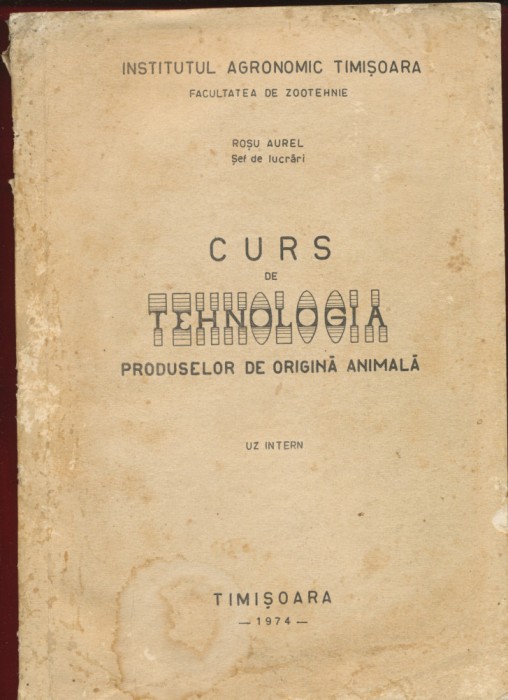 INSTITUTUL AGRONOMIC TIMIȘOARA
FACULTATEA DE ZOOTEHNIE
ROȘU AUREL
Șef de lucrări
CURS
DE
TEHNOLOGIA
PRODUSELOR DE ORIGINĂ ANIMALĂ
UZ INTERN
TIMIȘOARA
— 1974 —